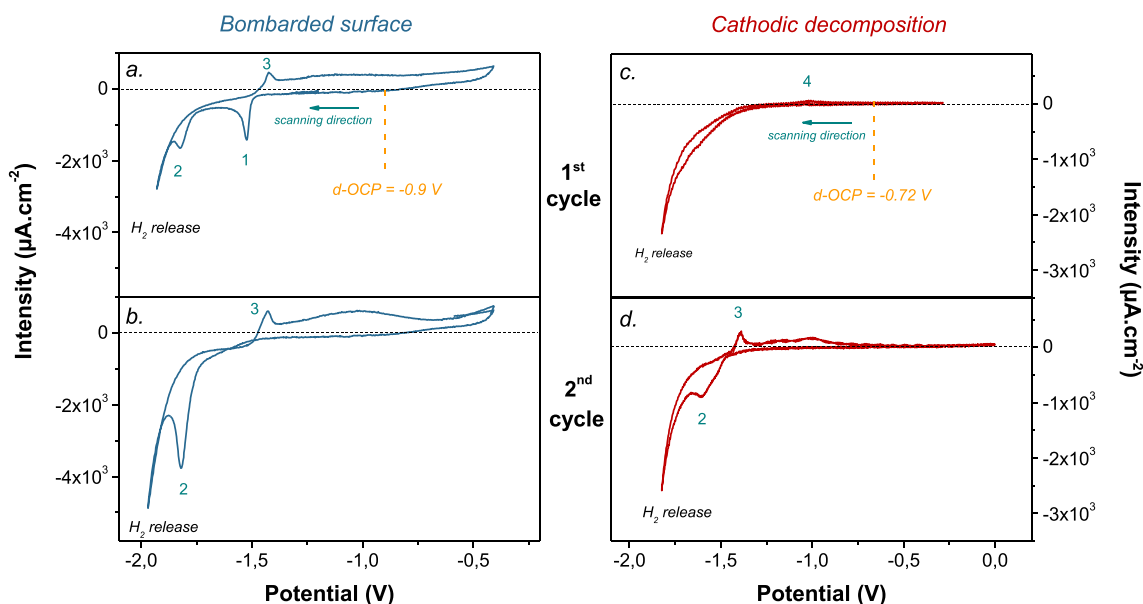 Bombarded surface
Cathodic decomposition
a.
3
0
scanning direction
2
1
-2x10³
d-OCP = -0.9 V
-4x10³
H₂ release
c.
4
0
scanning direction
-1x10³
d-OCP = -0.72 V
-2x10³
H₂ release
-3x10³
1st
cycle
b.
3
0
-2x10³
-4x10³
2
H₂ release
2nd
cycle
d.
3
0
2
-1x10³
-2x10³
H₂ release
-3x10³
Intensity (µA.cm⁻²)
Intensity (µA.cm⁻²)
-2,0 -1,5 -1,0 -0,5
-2,0 -1,5 -1,0 -0,5 0,0
Potential (V)
Potential (V)